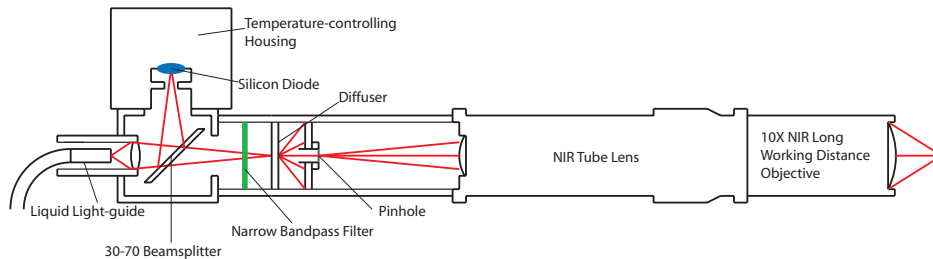 Temperature-controlling
Housing
Silicon Diode
Diffuser
NIR Tube Lens
10X NIR Long
Working Distance
Objective
Liquid Light-guide
Pinhole
Narrow Bandpass Filter
30-70 Beamsplitter